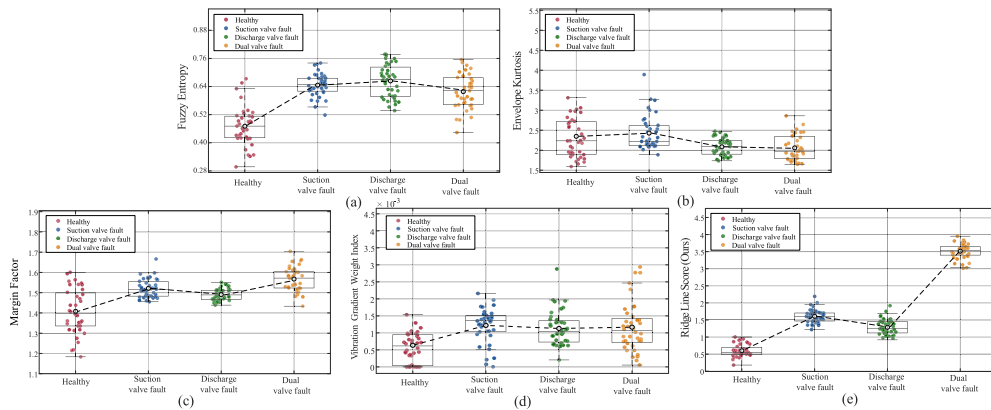 Healthy
Suction valve fault
Discharge valve fault
Dual valve fault
0.88
0.76
0.64
0.52
0.40
0.28
Fuzzy Entropy
Healthy
Suction
valve fault
Discharge
valve fault
Dual
valve fault
(a)
Healthy
Suction valve fault
Discharge valve fault
Dual valve fault
5.5
5
4.5
4
3.5
3
2.5
2
1.5
Envelope Kurtosis
Healthy
Suction
valve fault
Discharge
valve fault
Dual
valve fault
(b)
Healthy
Suction valve fault
Discharge valve fault
Dual valve fault
1.9
1.8
1.7
1.6
1.5
1.4
1.3
1.2
1.1
Margin Factor
Healthy
Suction
valve fault
Discharge
valve fault
Dual
valve fault
(c)
× 10⁻³
Healthy
Suction valve fault
Discharge valve fault
Dual valve fault
4.5
4
3.5
3
2.5
2
1.5
1
0.5
0
Vibration Gradient Weight Index
Healthy
Suction
valve fault
Discharge
valve fault
Dual
valve fault
(d)
Healthy
Suction valve fault
Discharge valve fault
Dual valve fault
4.5
4
3.5
3
2.5
2
1.5
1
0.5
0
Ridge Line Score (Ours)
Healthy
Suction
valve fault
Discharge
valve fault
Dual
valve fault
(e)